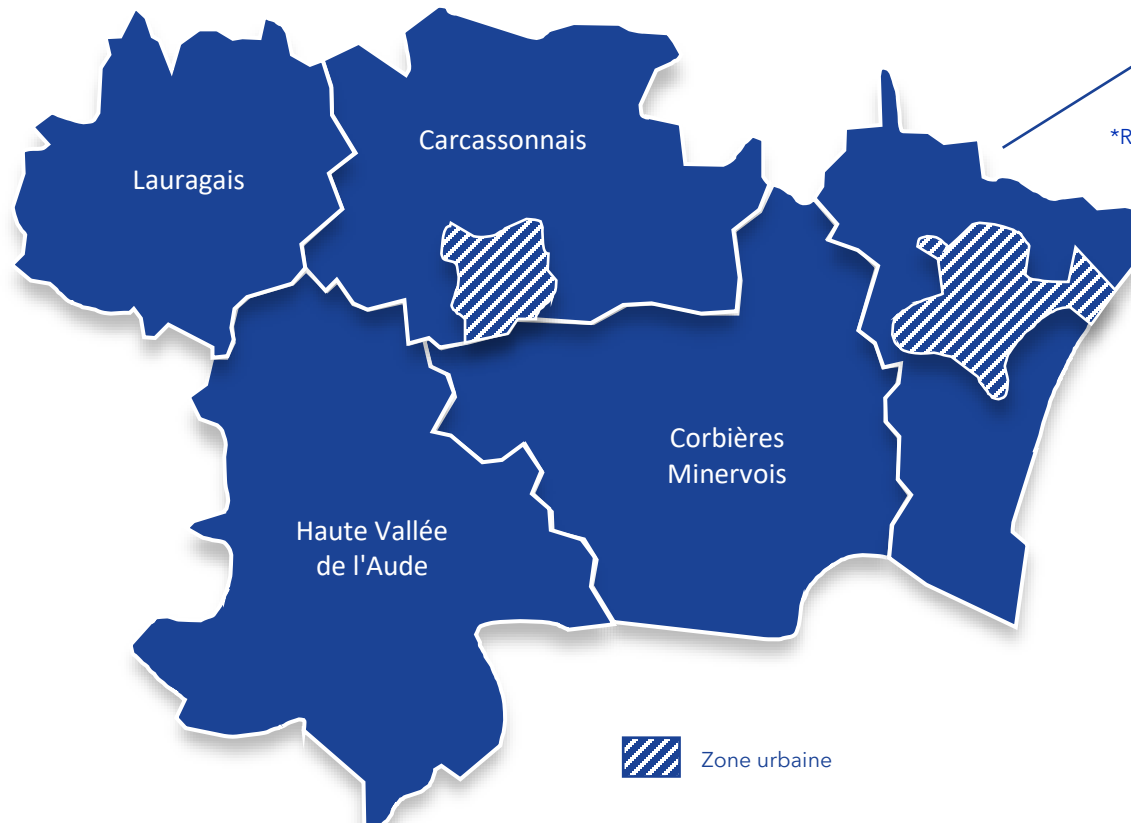 *R
Carcassonnais
Lauragais
Corbières
Minervois
Haute Vallée
de l'Aude
Zone urbaine